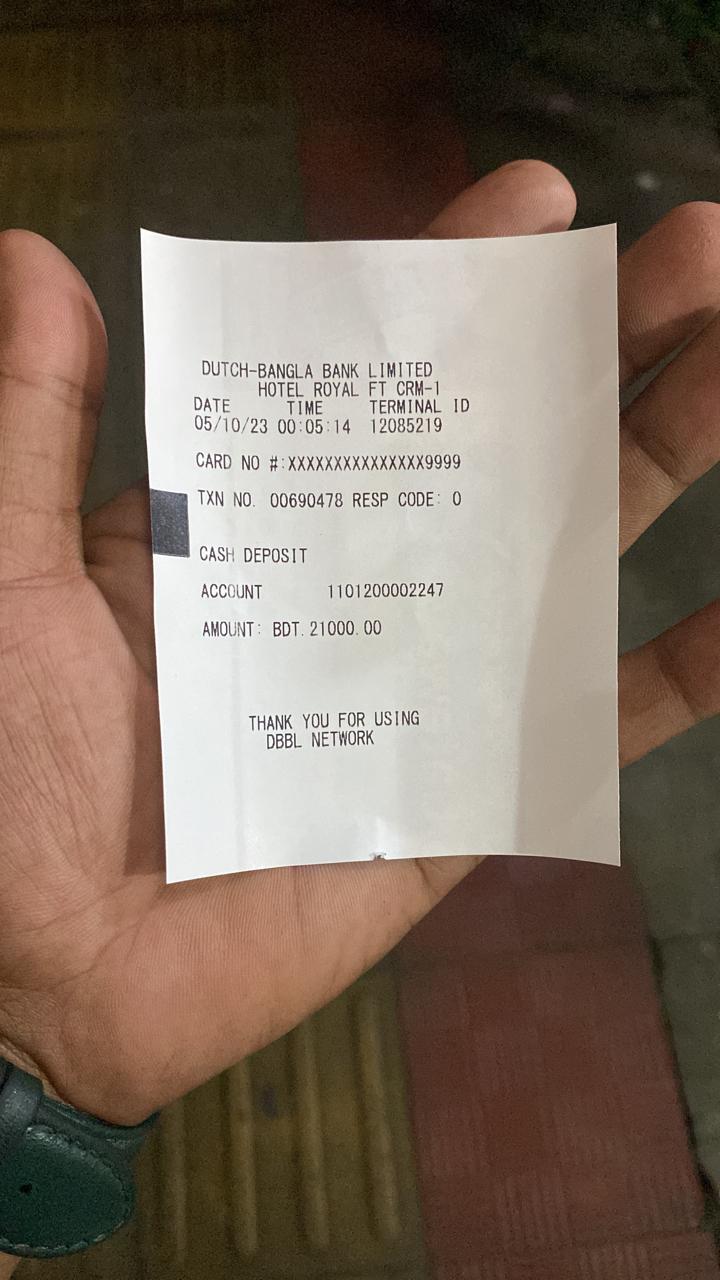 DUTCH-BANGLA BANK LIMITED
HOTEL ROYAL FT CRM-1
DATE TIME TERMINAL ID
05/10/23 00:05:14 12085219
CARD NO #:XXXXXXXXXXXXXXX9999
TXN NO. 00690478 RESP CODE: 0
CASH DEPOSIT
ACCOUNT 1101200002247
AMOUNT: BDT.21000.00
THANK YOU FOR USING
DBBL NETWORK